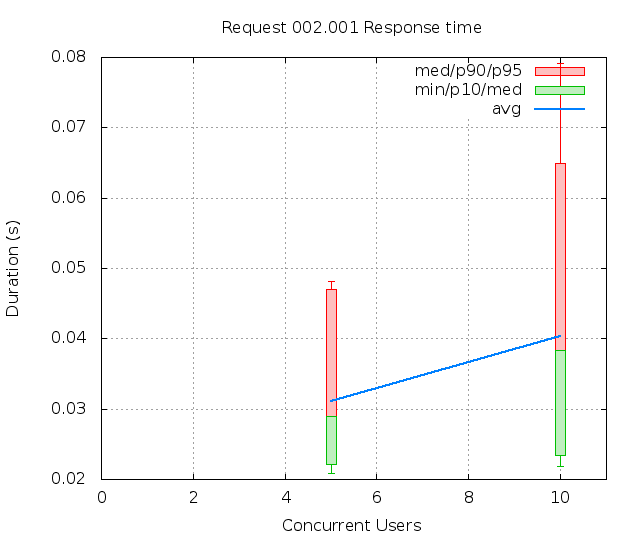 Request 002.001 Response time
0.08
0.07
0.06
0.05
0.04
0.03
0.02
Duration (s)
med/p90/p95
min/p10/med
avg
0 2 4 6 8 10
Concurrent Users